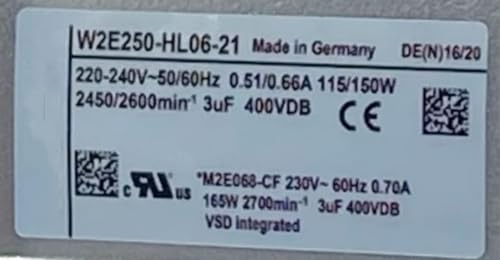 W2E250-HL06-21 Made in Germany DE(N)16/20
220-240V~50/60Hz 0.51/0.66A 115/150W
2450/2600min⁻¹ 3uF 400VDB
CE
c RU us
*M2E068-CF 230V~ 60Hz 0.70A
165W 2700min⁻¹ 3uF 400VDB
VSD integrated